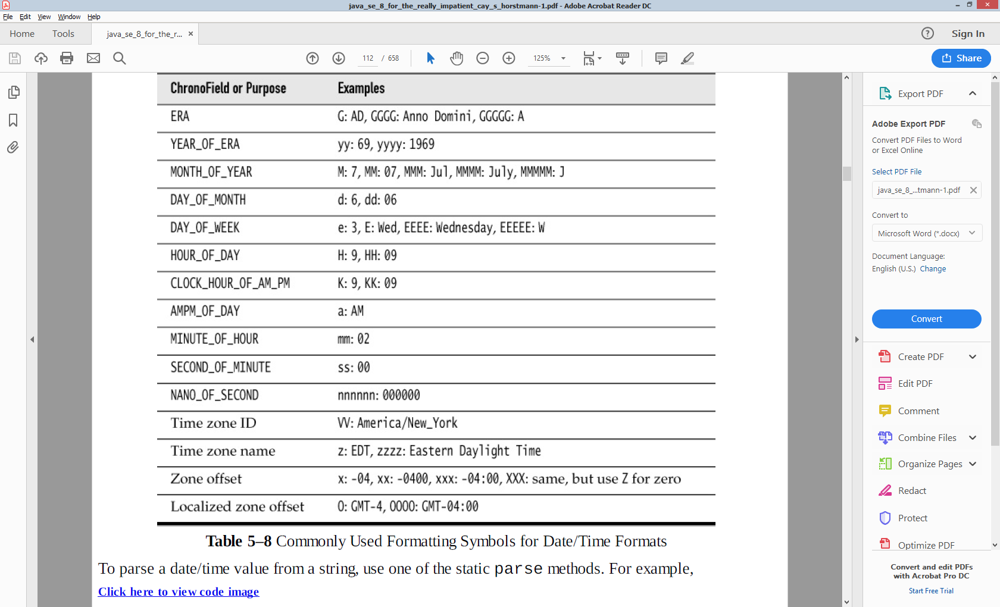 java_se_8_for_the_really_impatient_cay_s_horstmann-1.pdf - Adobe Acrobat Reader DC
File Edit View Window Help
Home Tools java_se_8_for_the_r... × ? Sign In
112 / 658 125% Share
ChronoField or Purpose Examples
ERA G: AD, GGGG: Anno Domini, GGGGG: A
YEAR_OF_ERA yy: 69, yyyy: 1969
MONTH_OF_YEAR M: 7, MM: 07, MMM: Jul, MMMM: July, MMMMM: J
DAY_OF_MONTH d: 6, dd: 06
DAY_OF_WEEK e: 3, E: Wed, EEEE: Wednesday, EEEEE: W
HOUR_OF_DAY H: 9, HH: 09
CLOCK_HOUR_OF_AM_PM K: 9, KK: 09
AMPM_OF_DAY a: AM
MINUTE_OF_HOUR mm: 02
SECOND_OF_MINUTE ss: 00
NANO_OF_SECOND nnnnnn: 000000
Time zone ID VV: America/New_York
Time zone name z: EDT, zzzz: Eastern Daylight Time
Zone offset x: -04, xx: -0400, xxx: -04:00, XXX: same, but use Z for zero
Localized zone offset O: GMT-4, OOOO: GMT-04:00
Table 5–8 Commonly Used Formatting Symbols for Date/Time Formats
To parse a date/time value from a string, use one of the static parse methods. For example,
Click here to view code image
Export PDF
Adobe Export PDF
Convert PDF Files to Word
or Excel Online
Select PDF File
java_se_8_...tmann-1.pdf
Convert to
Microsoft Word (*.docx)
Document Language:
English (U.S.) Change
Convert
Create PDF
Edit PDF
Comment
Combine Files
Organize Pages
Redact
Protect
Optimize PDF
Convert and edit PDFs
with Acrobat Pro DC
Start Free Trial